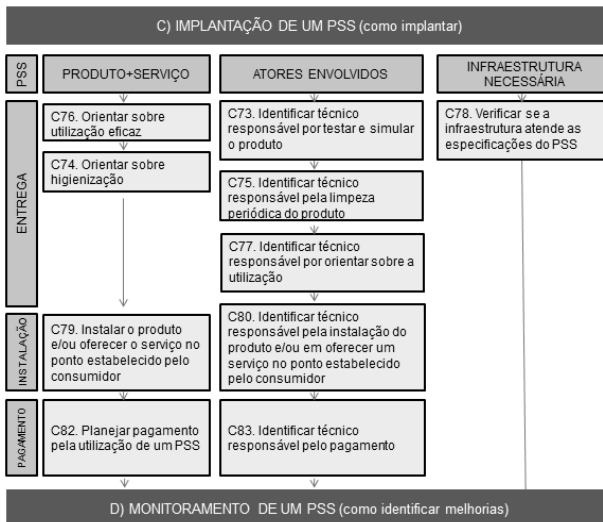 C) IMPLANTAÇÃO DE UM PSS (como implantar)
PSS
PRODUTO+SERVIÇO
ATORES ENVOLVIDOS
INFRAESTRUTURA
NECESSÁRIA
ENTREGA
C76. Orientar sobre
utilização eficaz
C74. Orientar sobre
higienização
C73. Identificar técnico
responsável por testar e simular
o produto
C75. Identificar técnico
responsável pela limpeza
periódica do produto
C77. Identificar técnico
responsável por orientar sobre a
utilização
C78. Verificar se a
infraestrutura atende as
especificações do PSS
INSTALAÇÃO
C79. Instalar o produto
e/ou oferecer o serviço no
ponto estabelecido pelo
consumidor
C80. Identificar técnico
responsável pela instalação do
produto e/ou em oferecer um
serviço no ponto estabelecido
pelo consumidor
PAGAMENTO
C82. Planejar pagamento
pela utilização de um PSS
C83. Identificar técnico
responsável pelo pagamento
D) MONITORAMENTO DE UM PSS (como identificar melhorias)